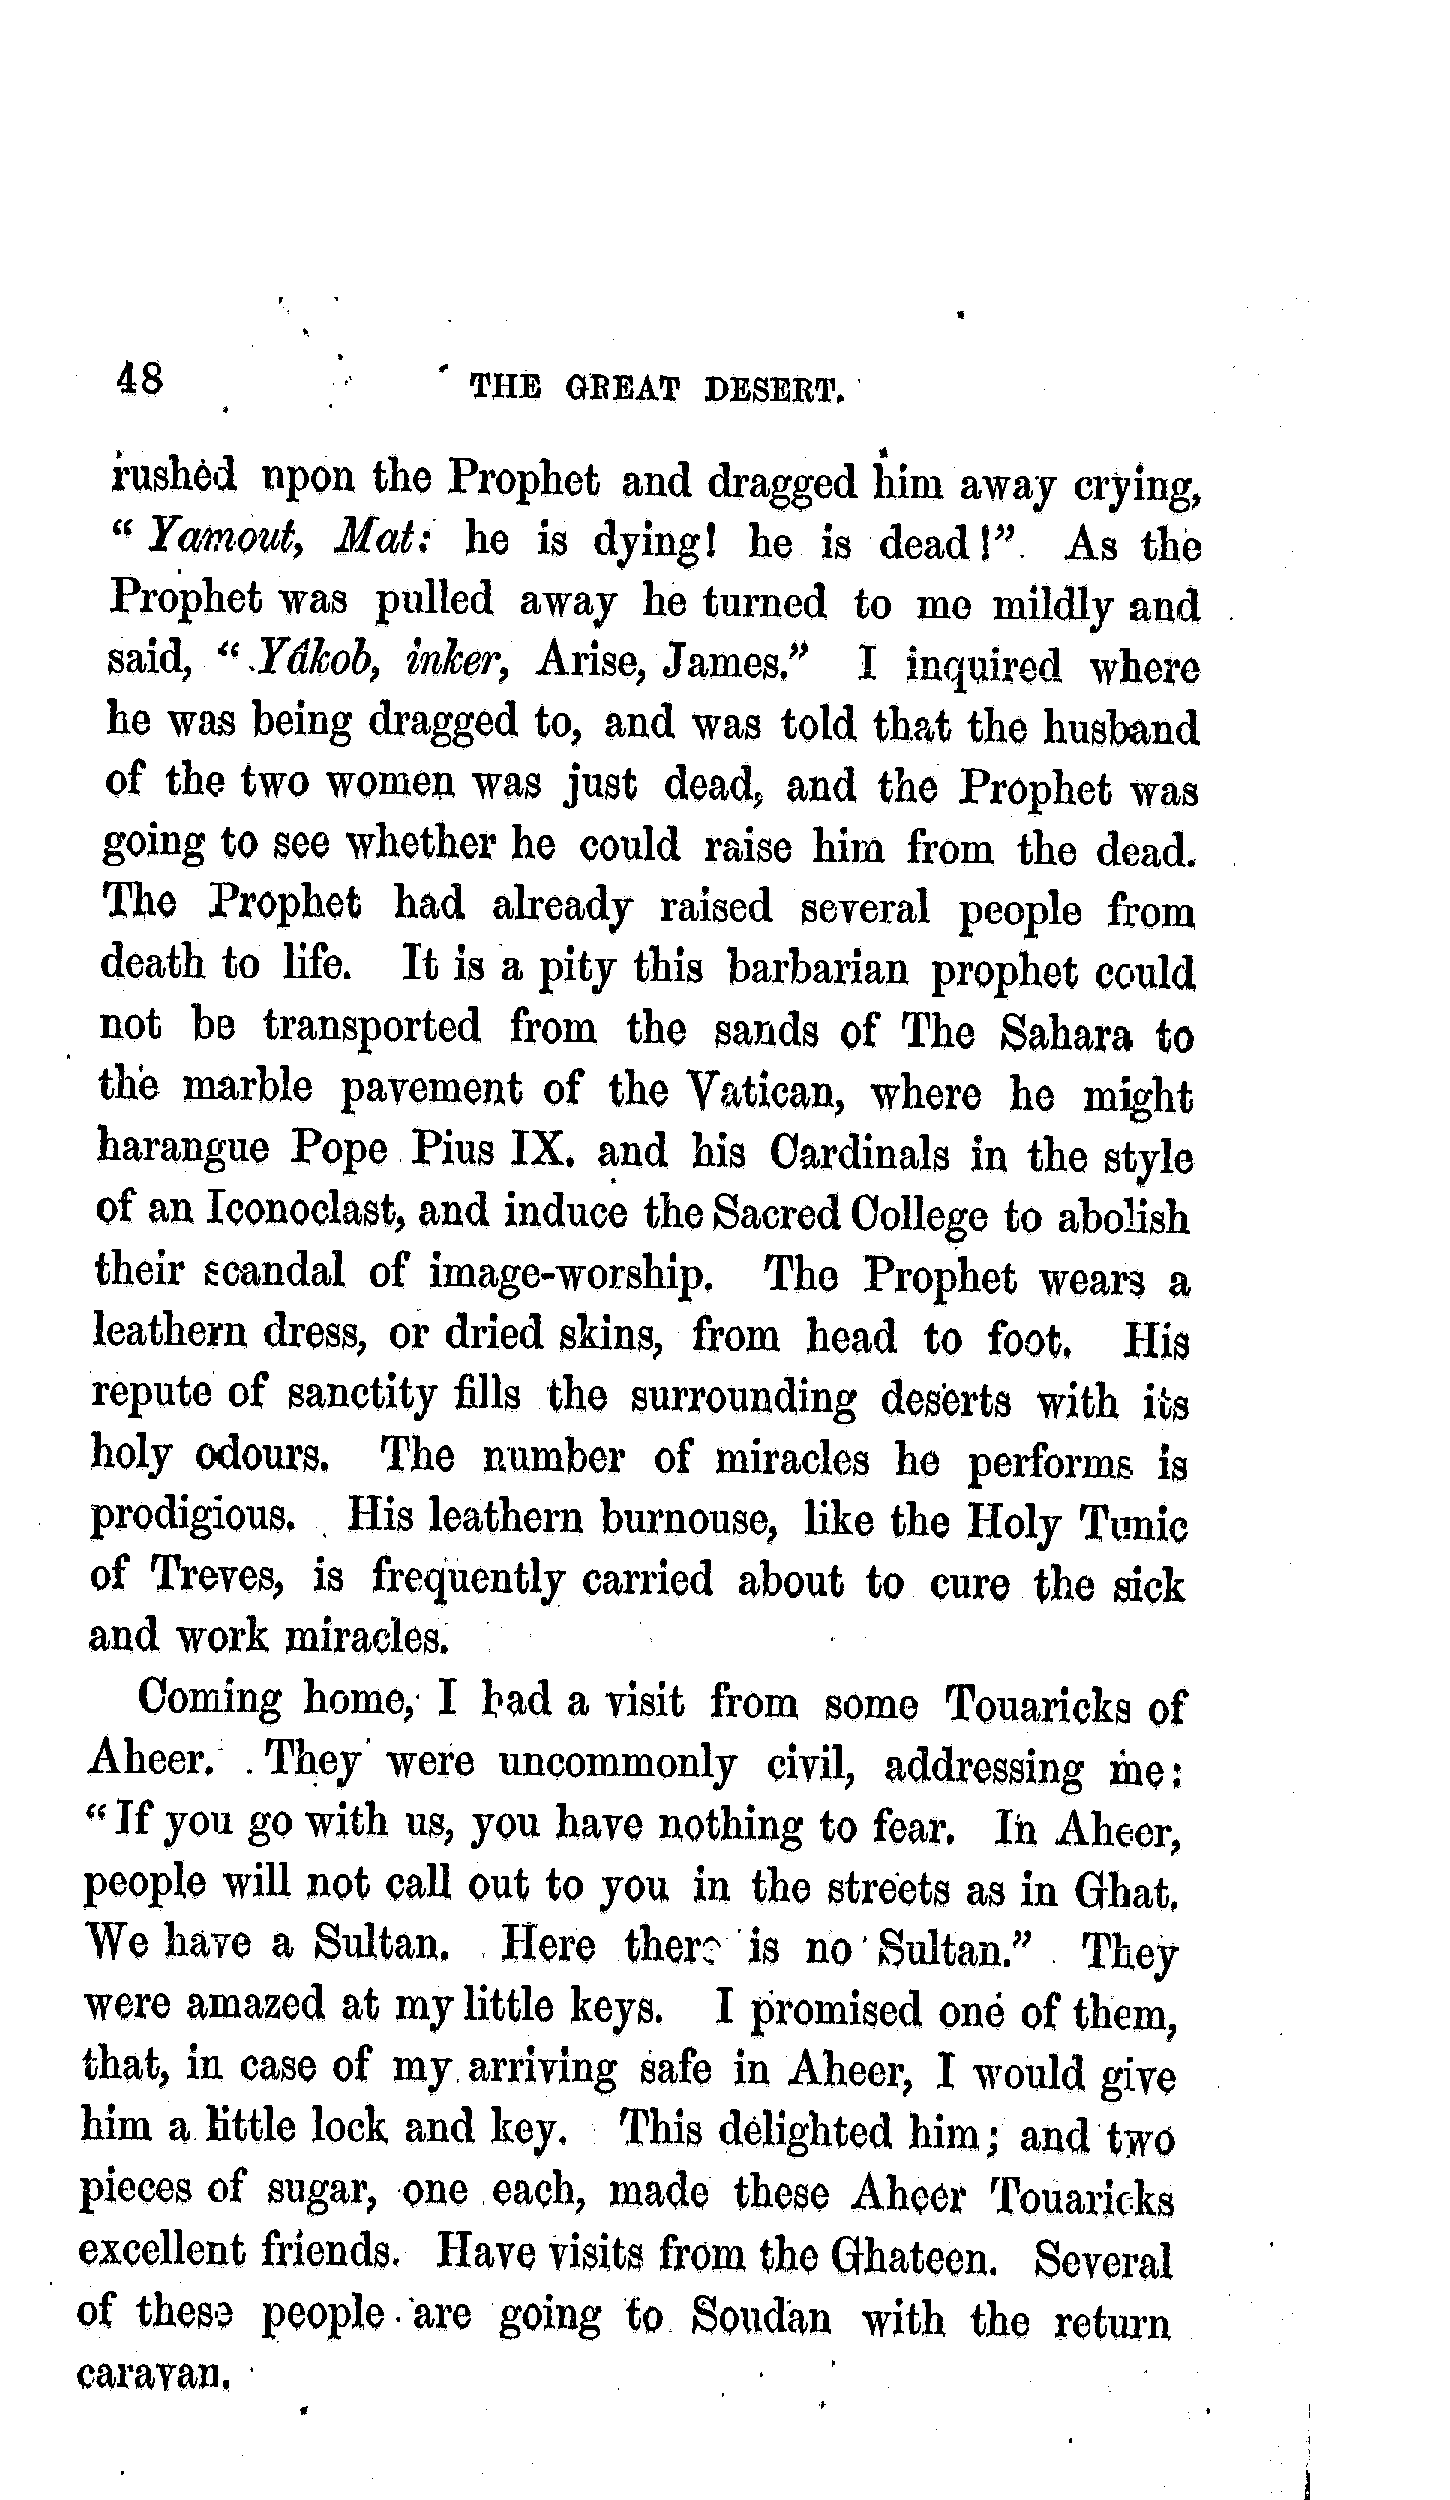 48 THE GREAT DESERT.
rushed upon the Prophet and dragged him away crying,
“ Yamout, Mat: he is dying! he is dead!” As the
Prophet was pulled away he turned to me mildly and
said, “ Yâkob, inker, Arise, James.” I inquired where
he was being dragged to, and was told that the husband
of the two women was just dead, and the Prophet was
going to see whether he could raise him from the dead.
The Prophet had already raised several people from
death to life. It is a pity this barbarian prophet could
not be transported from the sands of The Sahara to
the marble pavement of the Vatican, where he might
harangue Pope Pius IX. and his Cardinals in the style
of an Iconoclast, and induce the Sacred College to abolish
their scandal of image-worship. The Prophet wears a
leathern dress, or dried skins, from head to foot. His
repute of sanctity fills the surrounding deserts with its
holy odours. The number of miracles he performs is
prodigious. His leathern burnouse, like the Holy Tunic
of Treves, is frequently carried about to cure the sick
and work miracles.
Coming home, I had a visit from some Touaricks of
Aheer. They were uncommonly civil, addressing me:
“If you go with us, you have nothing to fear. In Aheer,
people will not call out to you in the streets as in Ghat.
We have a Sultan. Here there is no Sultan.” They
were amazed at my little keys. I promised one of them,
that, in case of my arriving safe in Aheer, I would give
him a little lock and key. This delighted him; and two
pieces of sugar, one each, made these Aheer Touaricks
excellent friends. Have visits from the Ghateen. Several
of these people are going to Soudan with the return
caravan.